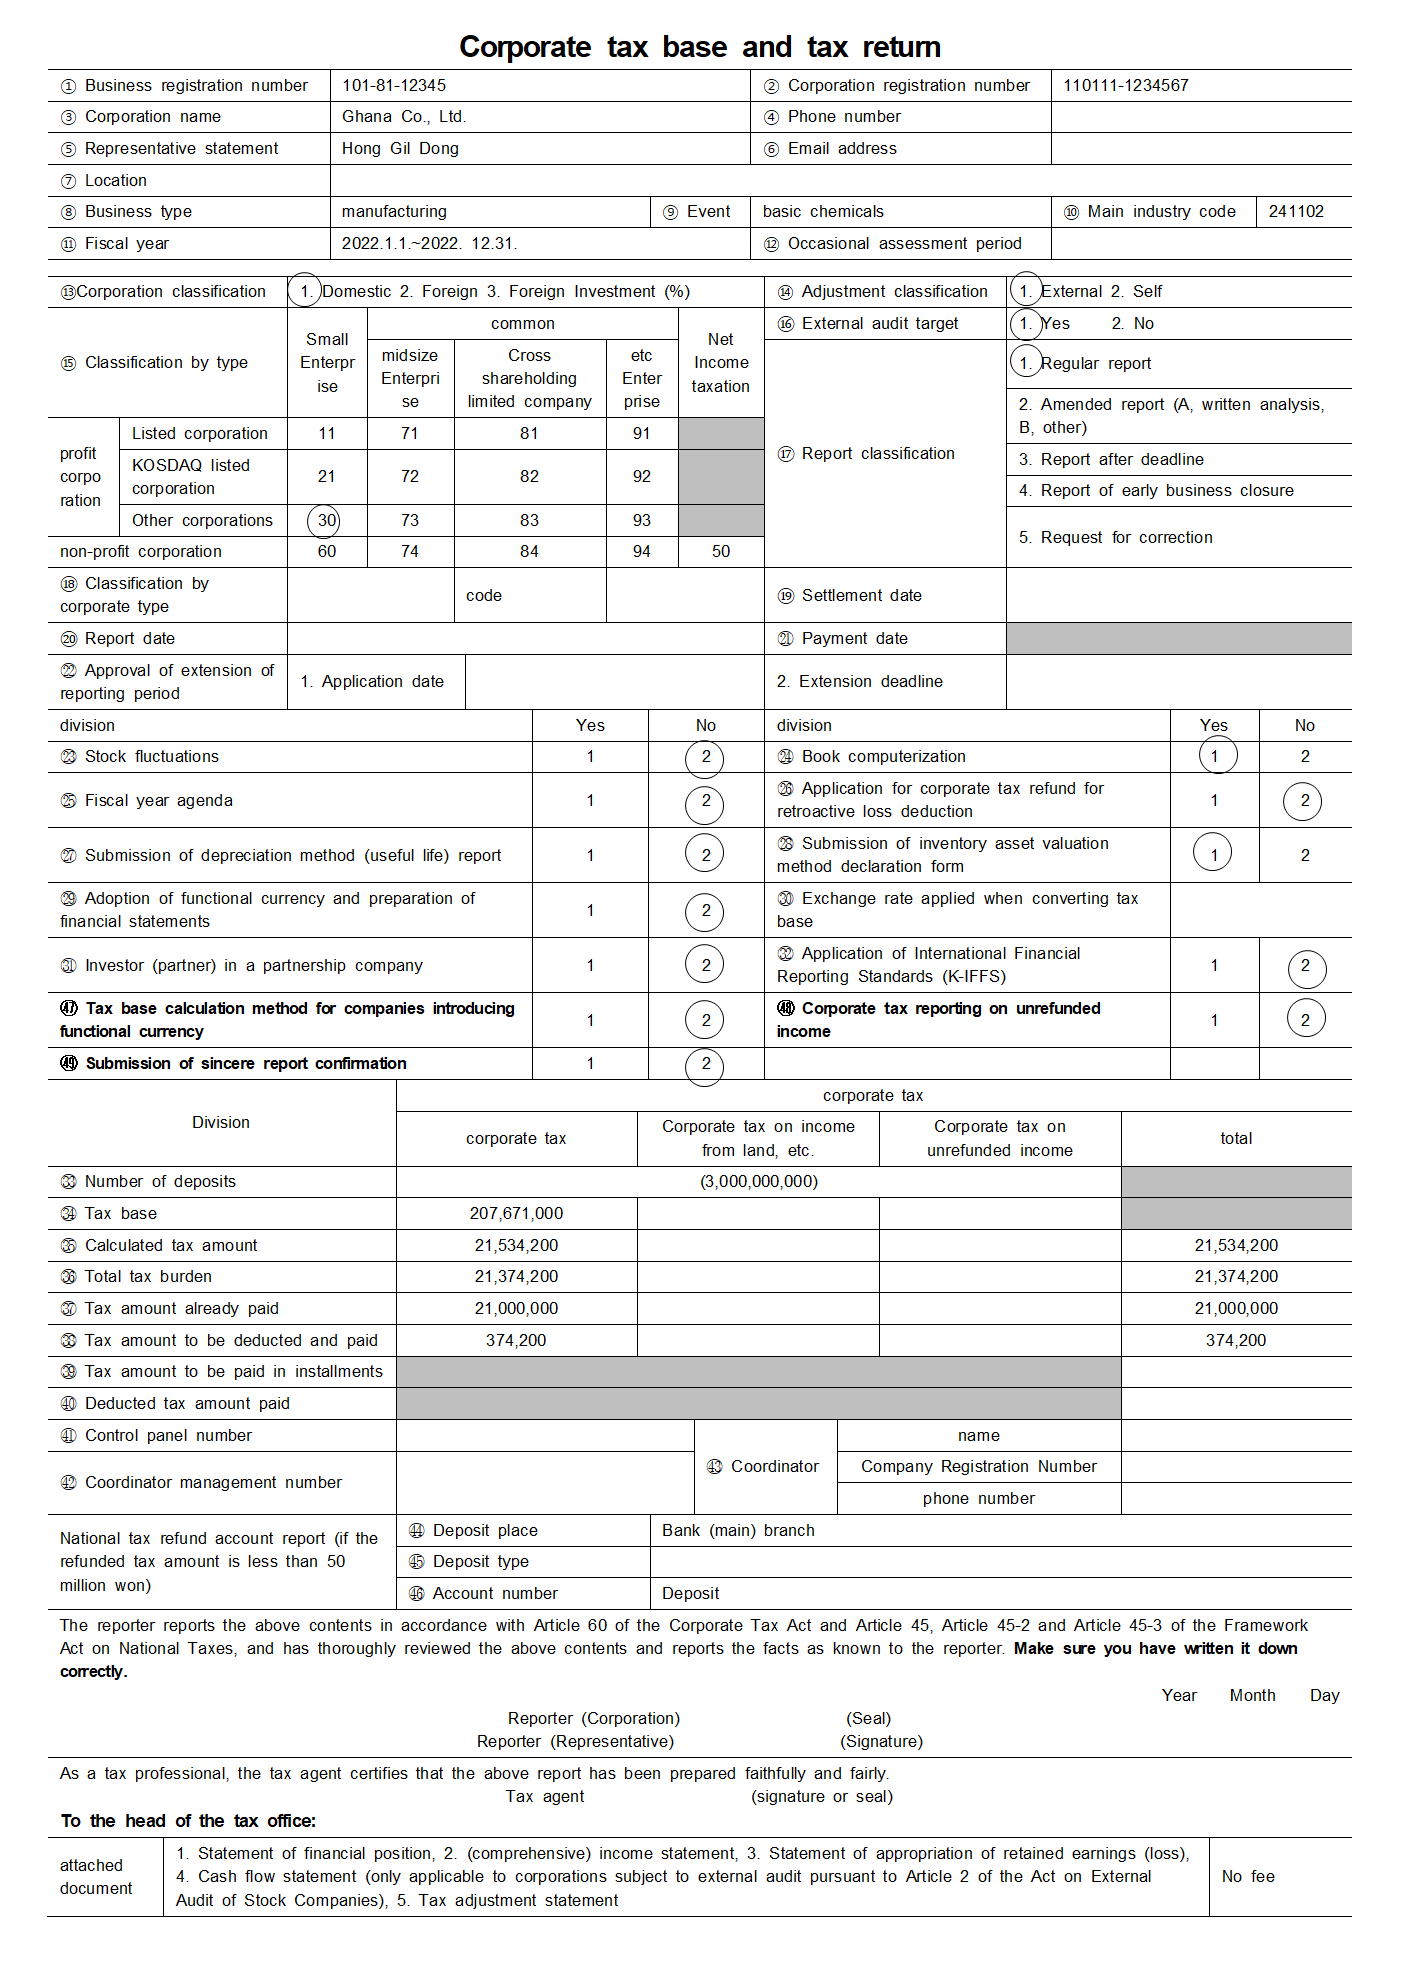 Corporate tax base and tax return
① Business registration number 101-81-12345 ② Corporation registration number 110111-1234567
③ Corporation name Ghana Co., Ltd. ④ Phone number
⑤ Representative statement Hong Gil Dong ⑥ Email address
⑦ Location
⑧ Business type manufacturing ⑨ Event basic chemicals ⑩ Main industry code 241102
⑪ Fiscal year 2022.1.1.~2022. 12.31. ⑫ Occasional assessment period
⑬Corporation classification 1. Domestic 2. Foreign 3. Foreign Investment (%) ⑭ Adjustment classification 1. External 2. Self
⑮ Classification by type
Small
Enterpr
ise
common
midsize
Enterpri
se
Cross
shareholding
limited company
etc
Enter
prise
Net
Income
taxation
⑯ External audit target 1. Yes 2. No
profit
corpo
ration
Listed corporation 11 71 81 91
KOSDAQ listed
corporation
21 72 82 92
Other corporations 30 73 83 93
non-profit corporation 60 74 84 94 50
⑰ Report classification
1. Regular report
2. Amended report (A, written analysis,
B, other)
3. Report after deadline
4. Report of early business closure
5. Request for correction
⑱ Classification by
corporate type
code
⑲ Settlement date
⑳ Report date ㉑ Payment date
㉒ Approval of extension of
reporting period
1. Application date 2. Extension deadline
division Yes No division Yes No
㉓ Stock fluctuations 1 2 ㉔ Book computerization 1 2
㉕ Fiscal year agenda 1 2
㉖ Application for corporate tax refund for
retroactive loss deduction
1 2
㉗ Submission of depreciation method (useful life) report 1 2
㉘ Submission of inventory asset valuation
method declaration form
1 2
㉙ Adoption of functional currency and preparation of
financial statements
1 2
㉚ Exchange rate applied when converting tax
base
㉛ Investor (partner) in a partnership company 1 2
㉜ Application of International Financial
Reporting Standards (K-IFFS)
1 2
㊼ Tax base calculation method for companies introducing
functional currency
1 2
㊽ Corporate tax reporting on unrefunded
income
1 2
㊾ Submission of sincere report confirmation 1 2
Division
corporate tax
corporate tax
Corporate tax on income
from land, etc.
Corporate tax on
unrefunded income
total
㉝ Number of deposits (3,000,000,000)
㉞ Tax base 207,671,000
㉟ Calculated tax amount 21,534,200 21,534,200
㊱ Total tax burden 21,374,200 21,374,200
㊲ Tax amount already paid 21,000,000 21,000,000
㊳ Tax amount to be deducted and paid 374,200 374,200
㊴ Tax amount to be paid in installments
㊵ Deducted tax amount paid
㊶ Control panel number
㊷ Coordinator management number
㊸ Coordinator
name
Company Registration Number
phone number
National tax refund account report (if the
refunded tax amount is less than 50
million won)
㊹ Deposit place Bank (main) branch
㊺ Deposit type
㊻ Account number Deposit
The reporter reports the above contents in accordance with Article 60 of the Corporate Tax Act and Article 45, Article 45-2 and Article 45-3 of the Framework
Act on National Taxes, and has thoroughly reviewed the above contents and reports the facts as known to the reporter. Make sure you have written it down
correctly.
Year Month Day
Reporter (Corporation) (Seal)
Reporter (Representative) (Signature)
As a tax professional, the tax agent certifies that the above report has been prepared faithfully and fairly.
Tax agent (signature or seal)
To the head of the tax office:
attached
document
1. Statement of financial position, 2. (comprehensive) income statement, 3. Statement of appropriation of retained earnings (loss),
4. Cash flow statement (only applicable to corporations subject to external audit pursuant to Article 2 of the Act on External
Audit of Stock Companies), 5. Tax adjustment statement
No fee